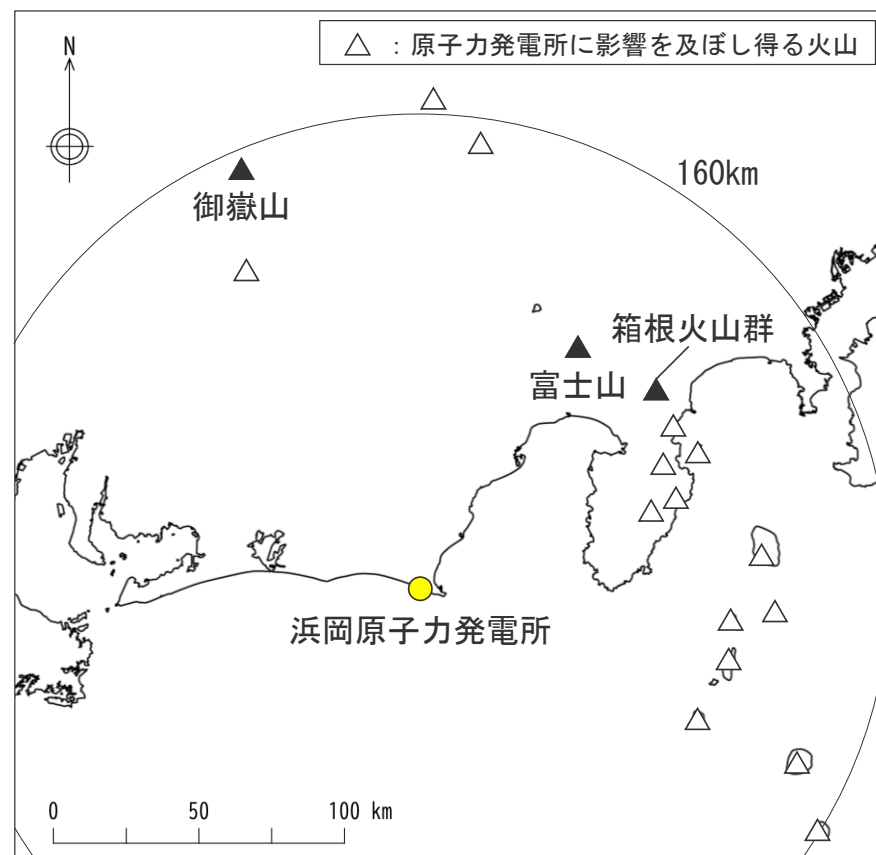 △ : 原子力発電所に影響を及ぼし得る火山
N
160km
御嶽山
箱根火山群
富士山
浜岡原子力発電所
0 50 100 km